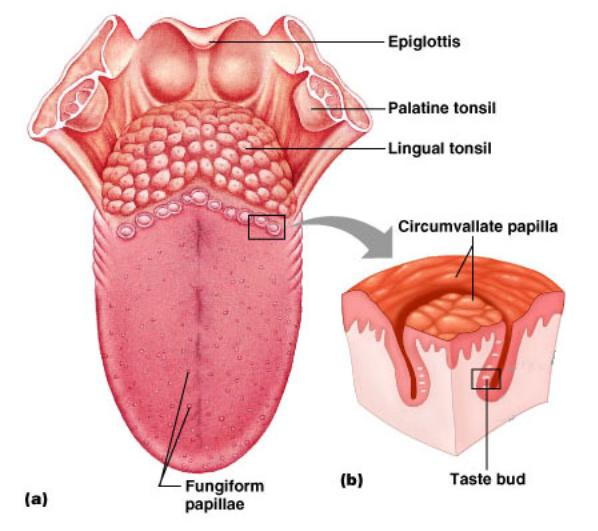 Epiglottis
Palatine tonsil
Lingual tonsil
Circumvallate papilla
Fungiform
papillae
(a)
(b)
Taste bud